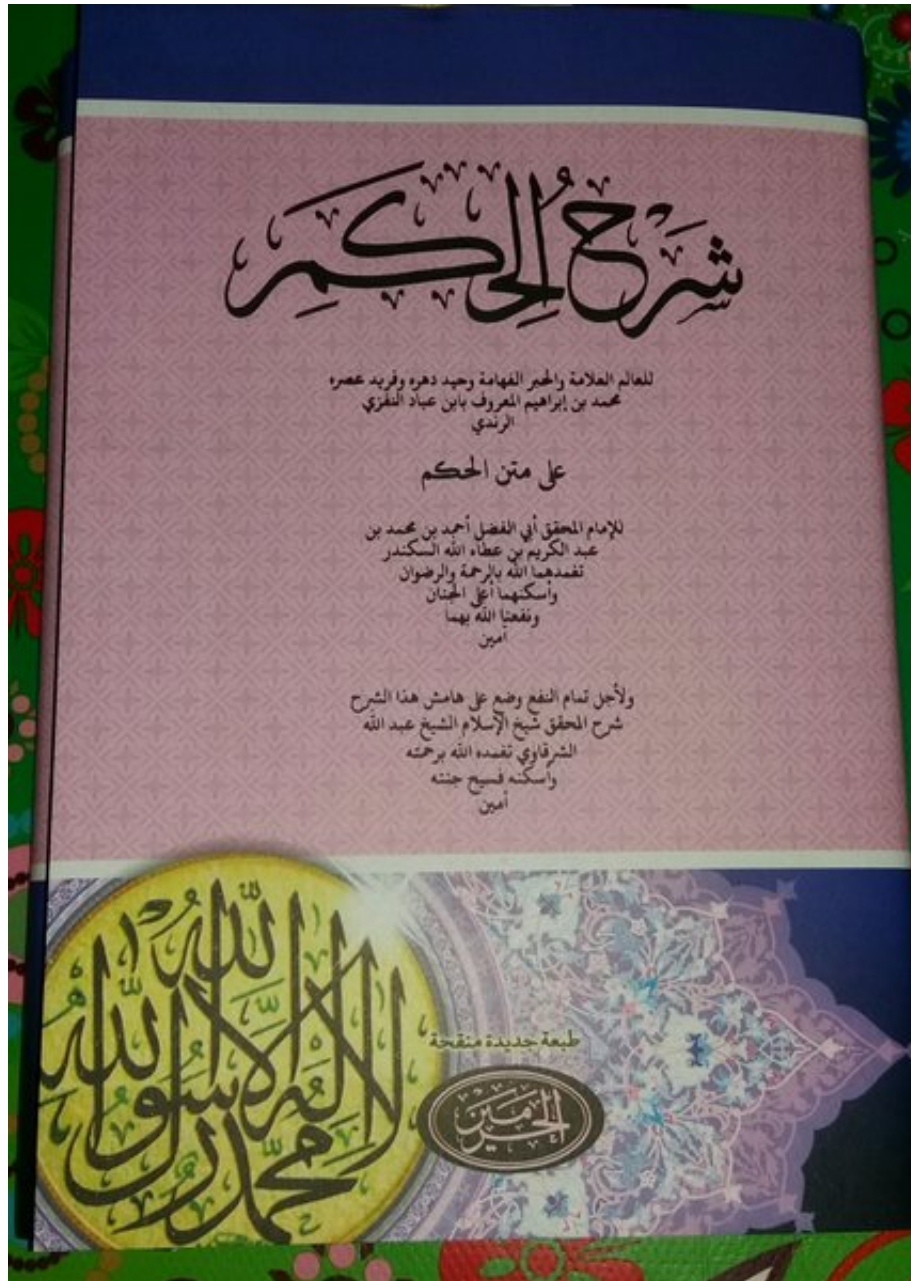 شرح الحكم
للعالم العلامة والحبر الفهامة وحيد دهره وفريد عصره
محمد بن إبراهيم المعروف بابن عباد النفزي
الرندي
على متن الحكم
للإمام المحقق أبي الفضل أحمد بن محمد بن
عبد الكريم بن عطاء الله السكندر
تغمدهما الله بالرحمة والرضوان
وأسكنهما أعلى الجنان
ونفعنا الله بهما
آمين
ولأجل تمام النفع وضع على هامش هذا الشرح
شرح المحقق شيخ الإسلام الشيخ عبد الله
الشرقاوي تغمده الله برحمته
وأسكنه فسيح جنته
آمين
لا إله إلا الله
محمد رسول الله
طبعة جديدة منقحة
الحرمين